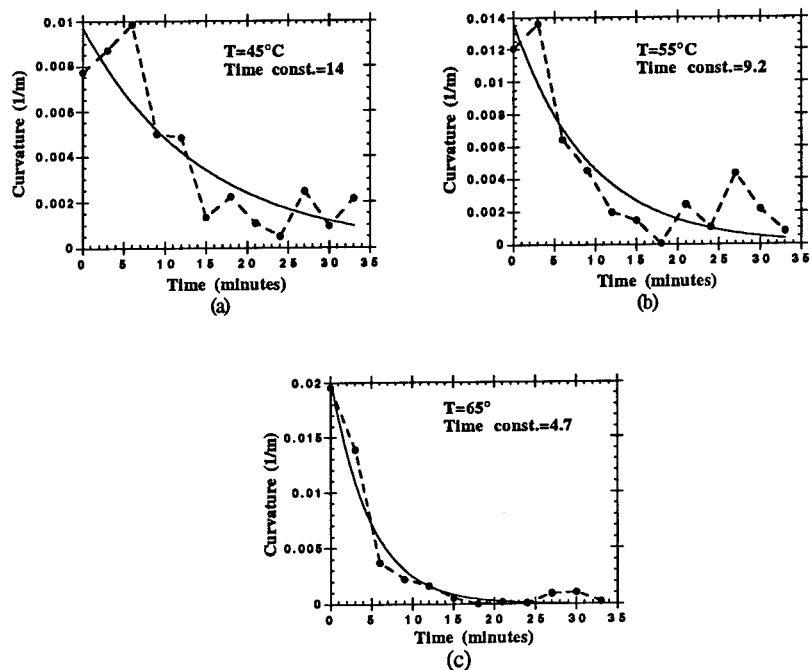 0.01
0.008
0.006
0.004
0.002
0
Curvature (1/m)
T=45°C
Time const.=14
0 5 10 15 20 25 30 35
Time (minutes)
(a)
0.014
0.012
0.010
0.008
0.006
0.004
0.002
0
Curvature (1/m)
T=55°C
Time const.=9.2
0 5 10 15 20 25 30 35
Time (minutes)
(b)
0.02
0.015
0.01
0.005
0
Curvature (1/m)
T=65°
Time const.=4.7
0 5 10 15 20 25 30 35
Time (minutes)
(c)